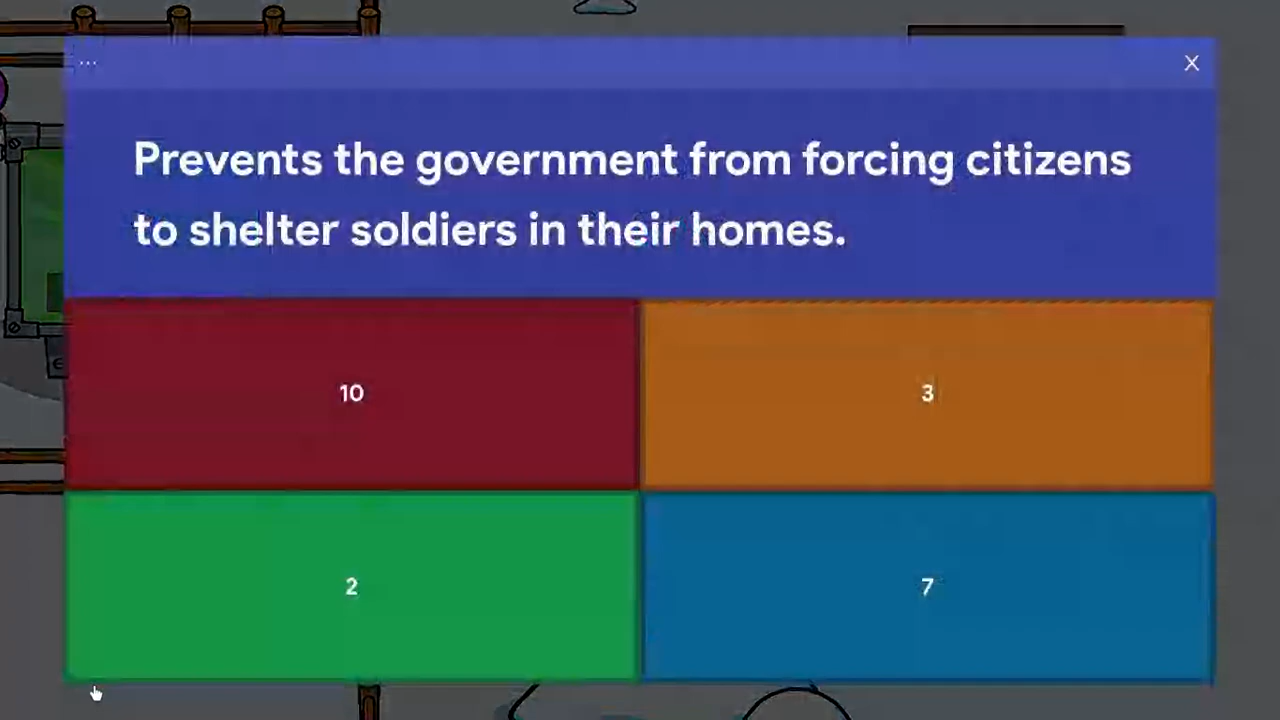 ...
X
Prevents the government from forcing citizens
to shelter soldiers in their homes.
10
3
2
7